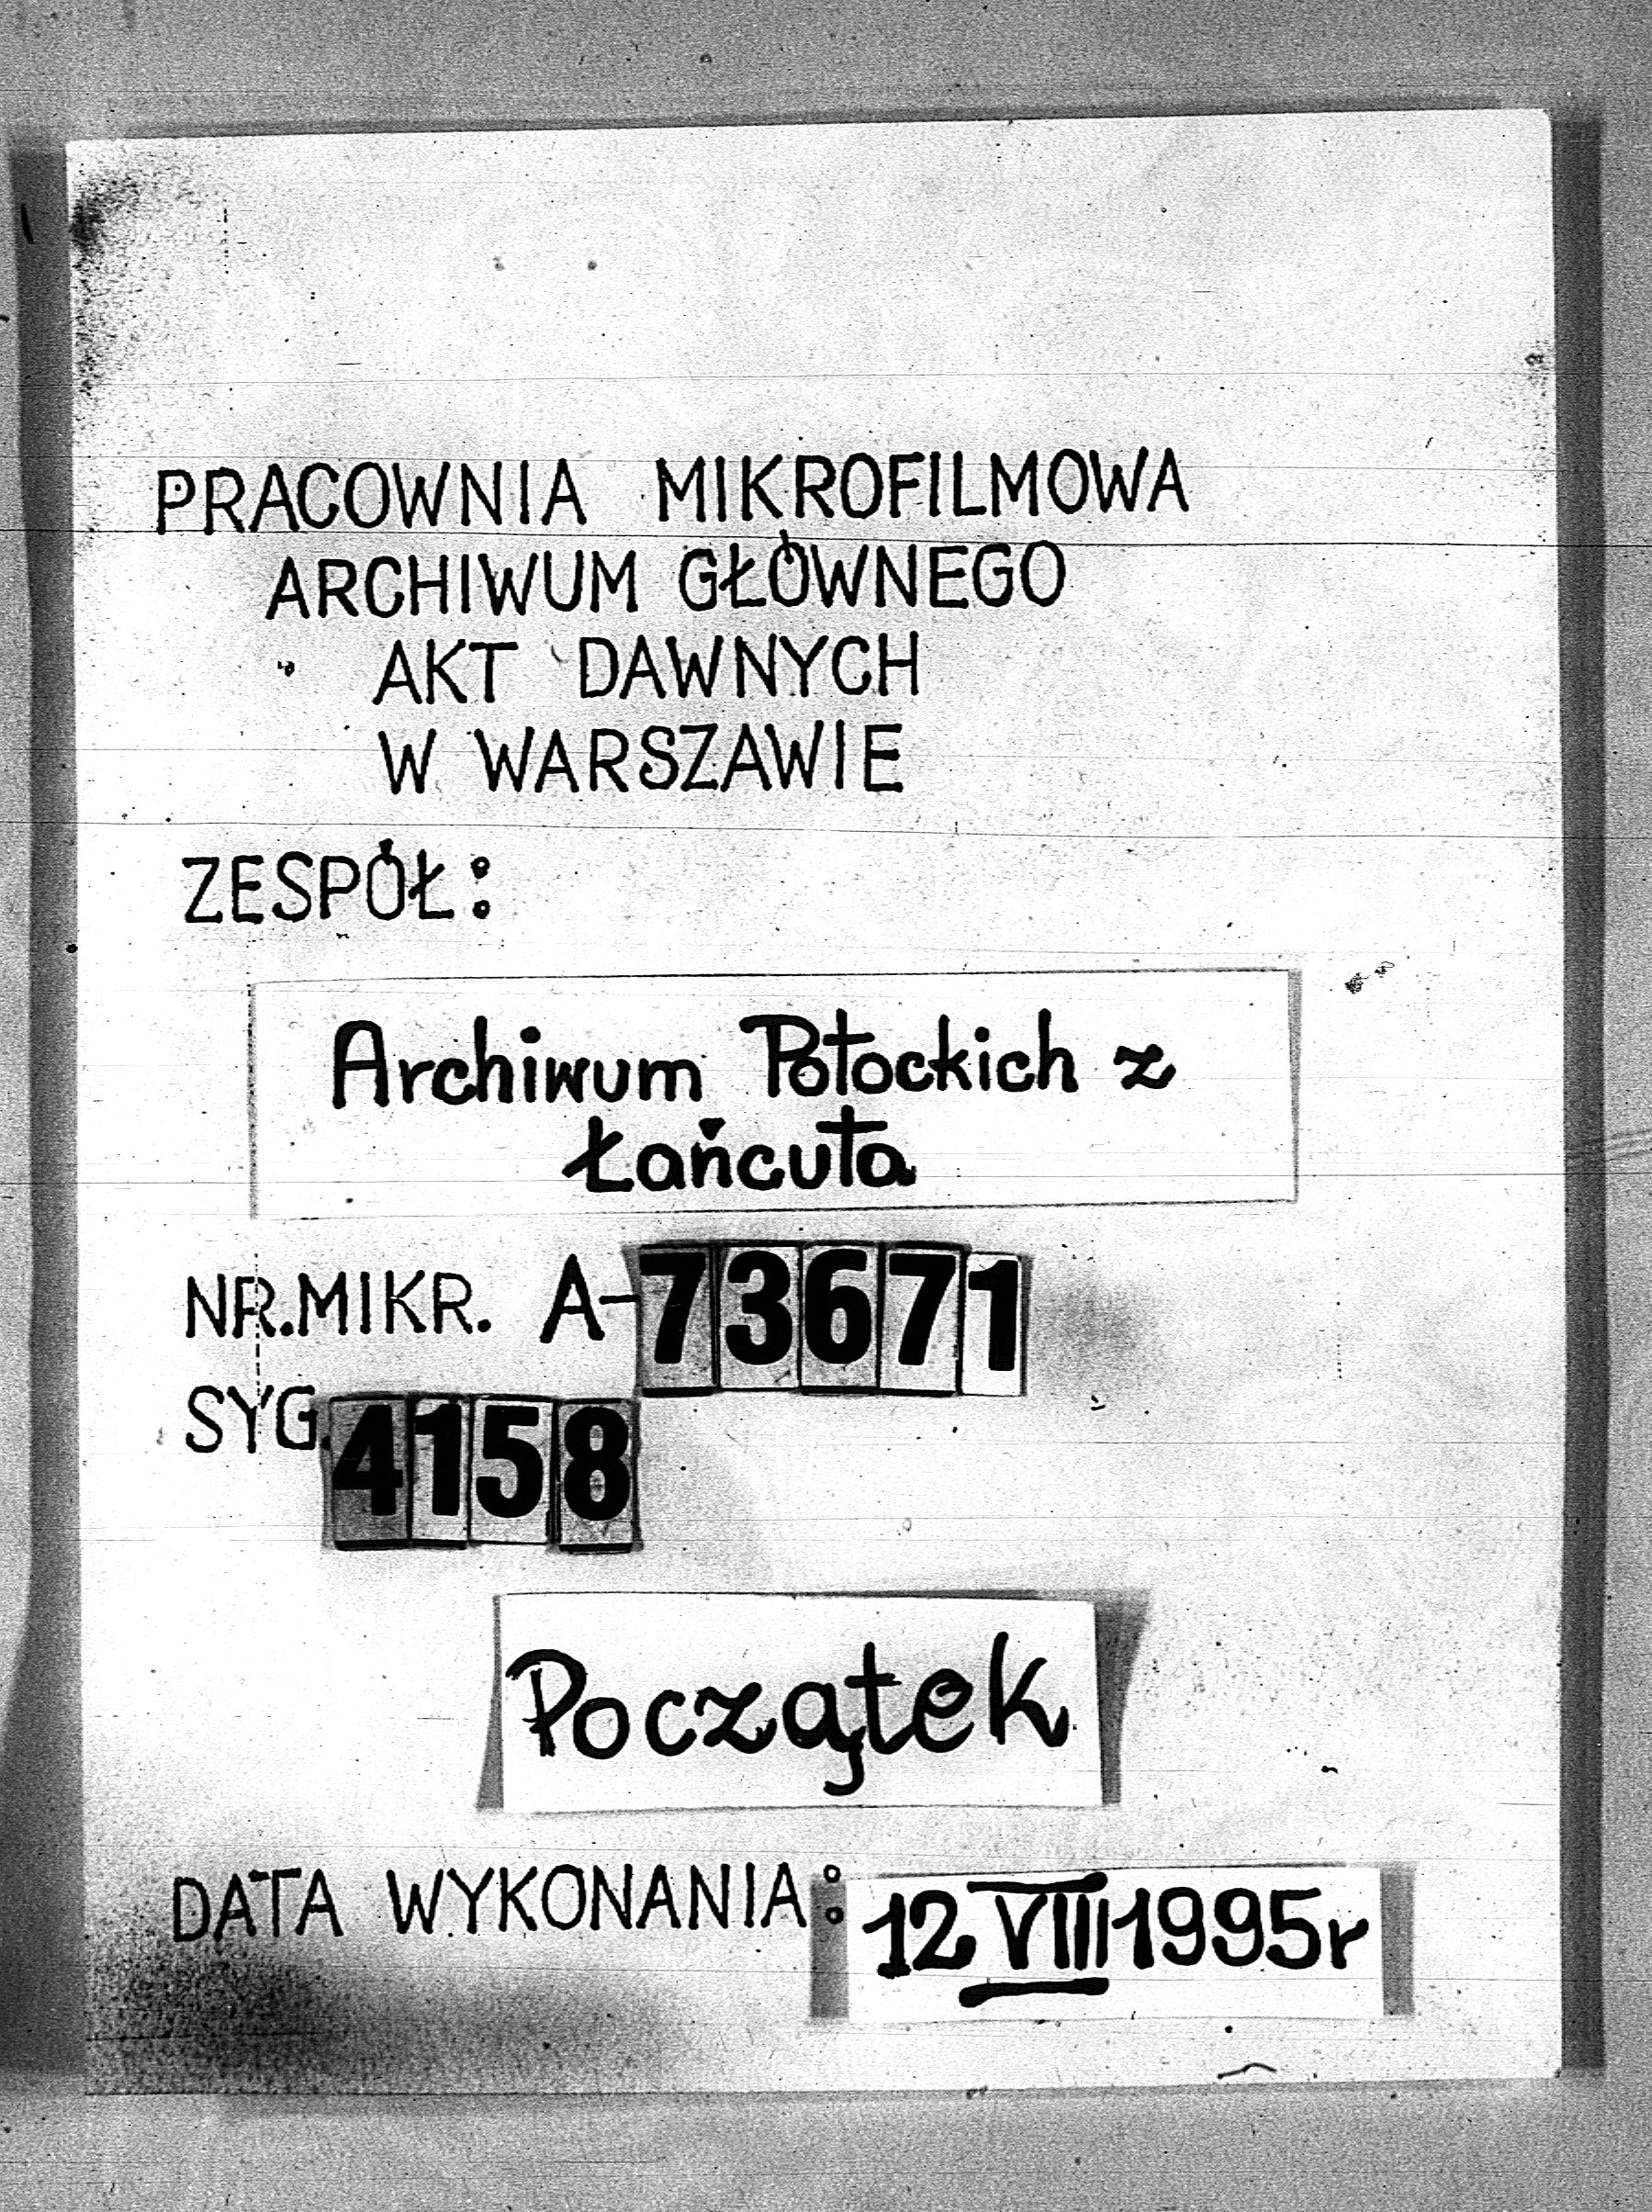 PRACOWNIA MIKROFILMOWA
ARCHIWUM GŁÓWNEGO
AKT DAWNYCH
W WARSZAWIE
ZESPÓŁ:
Archiwum Potockich z
Łańcuta
NR.MIKR. A-73671
SYG.4158
Początek
DATA WYKONANIA: 12 VIII 1995r